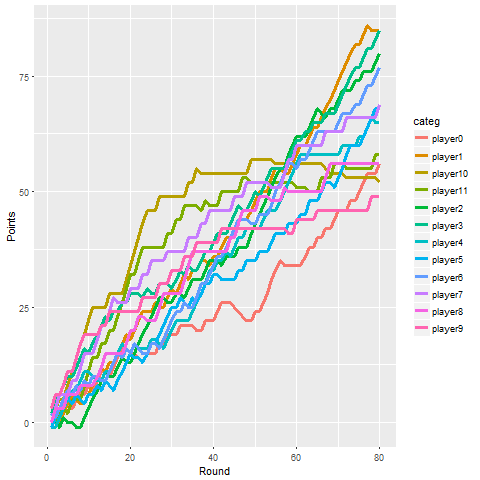 categ
player0
player1
player10
player11
player2
player3
player4
player5
player6
player7
player8
player9
Points
75
50
25
0
0
20
40
60
80
Round